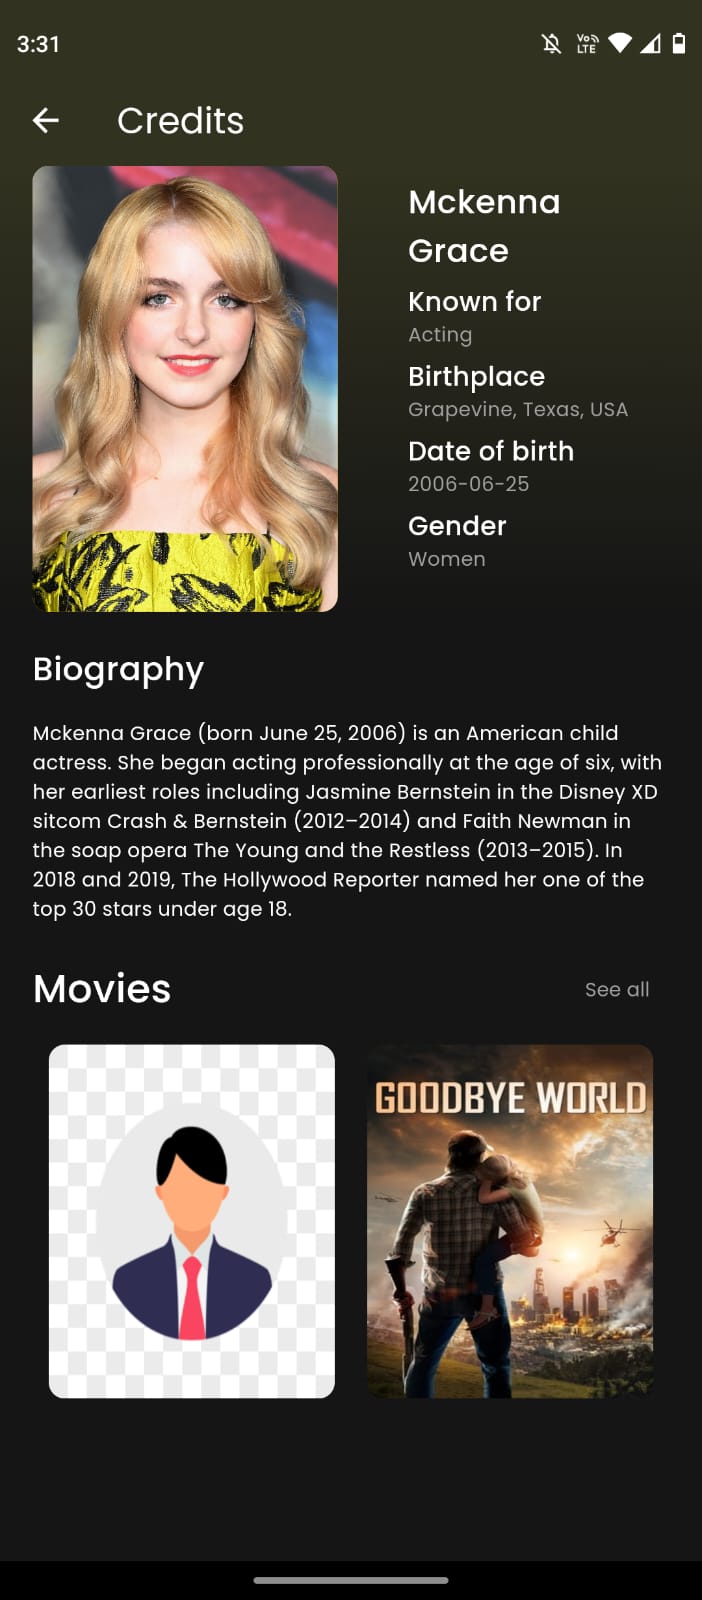 3:31
Vo LTE
Credits
Mckenna
Grace
Known for
Acting
Birthplace
Grapevine, Texas, USA
Date of birth
2006-06-25
Gender
Women
Biography
Mckenna Grace (born June 25, 2006) is an American child
actress. She began acting professionally at the age of six, with
her earliest roles including Jasmine Bernstein in the Disney XD
sitcom Crash & Bernstein (2012–2014) and Faith Newman in
the soap opera The Young and the Restless (2013–2015). In
2018 and 2019, The Hollywood Reporter named her one of the
top 30 stars under age 18.
Movies
See all
GOODBYE WORLD